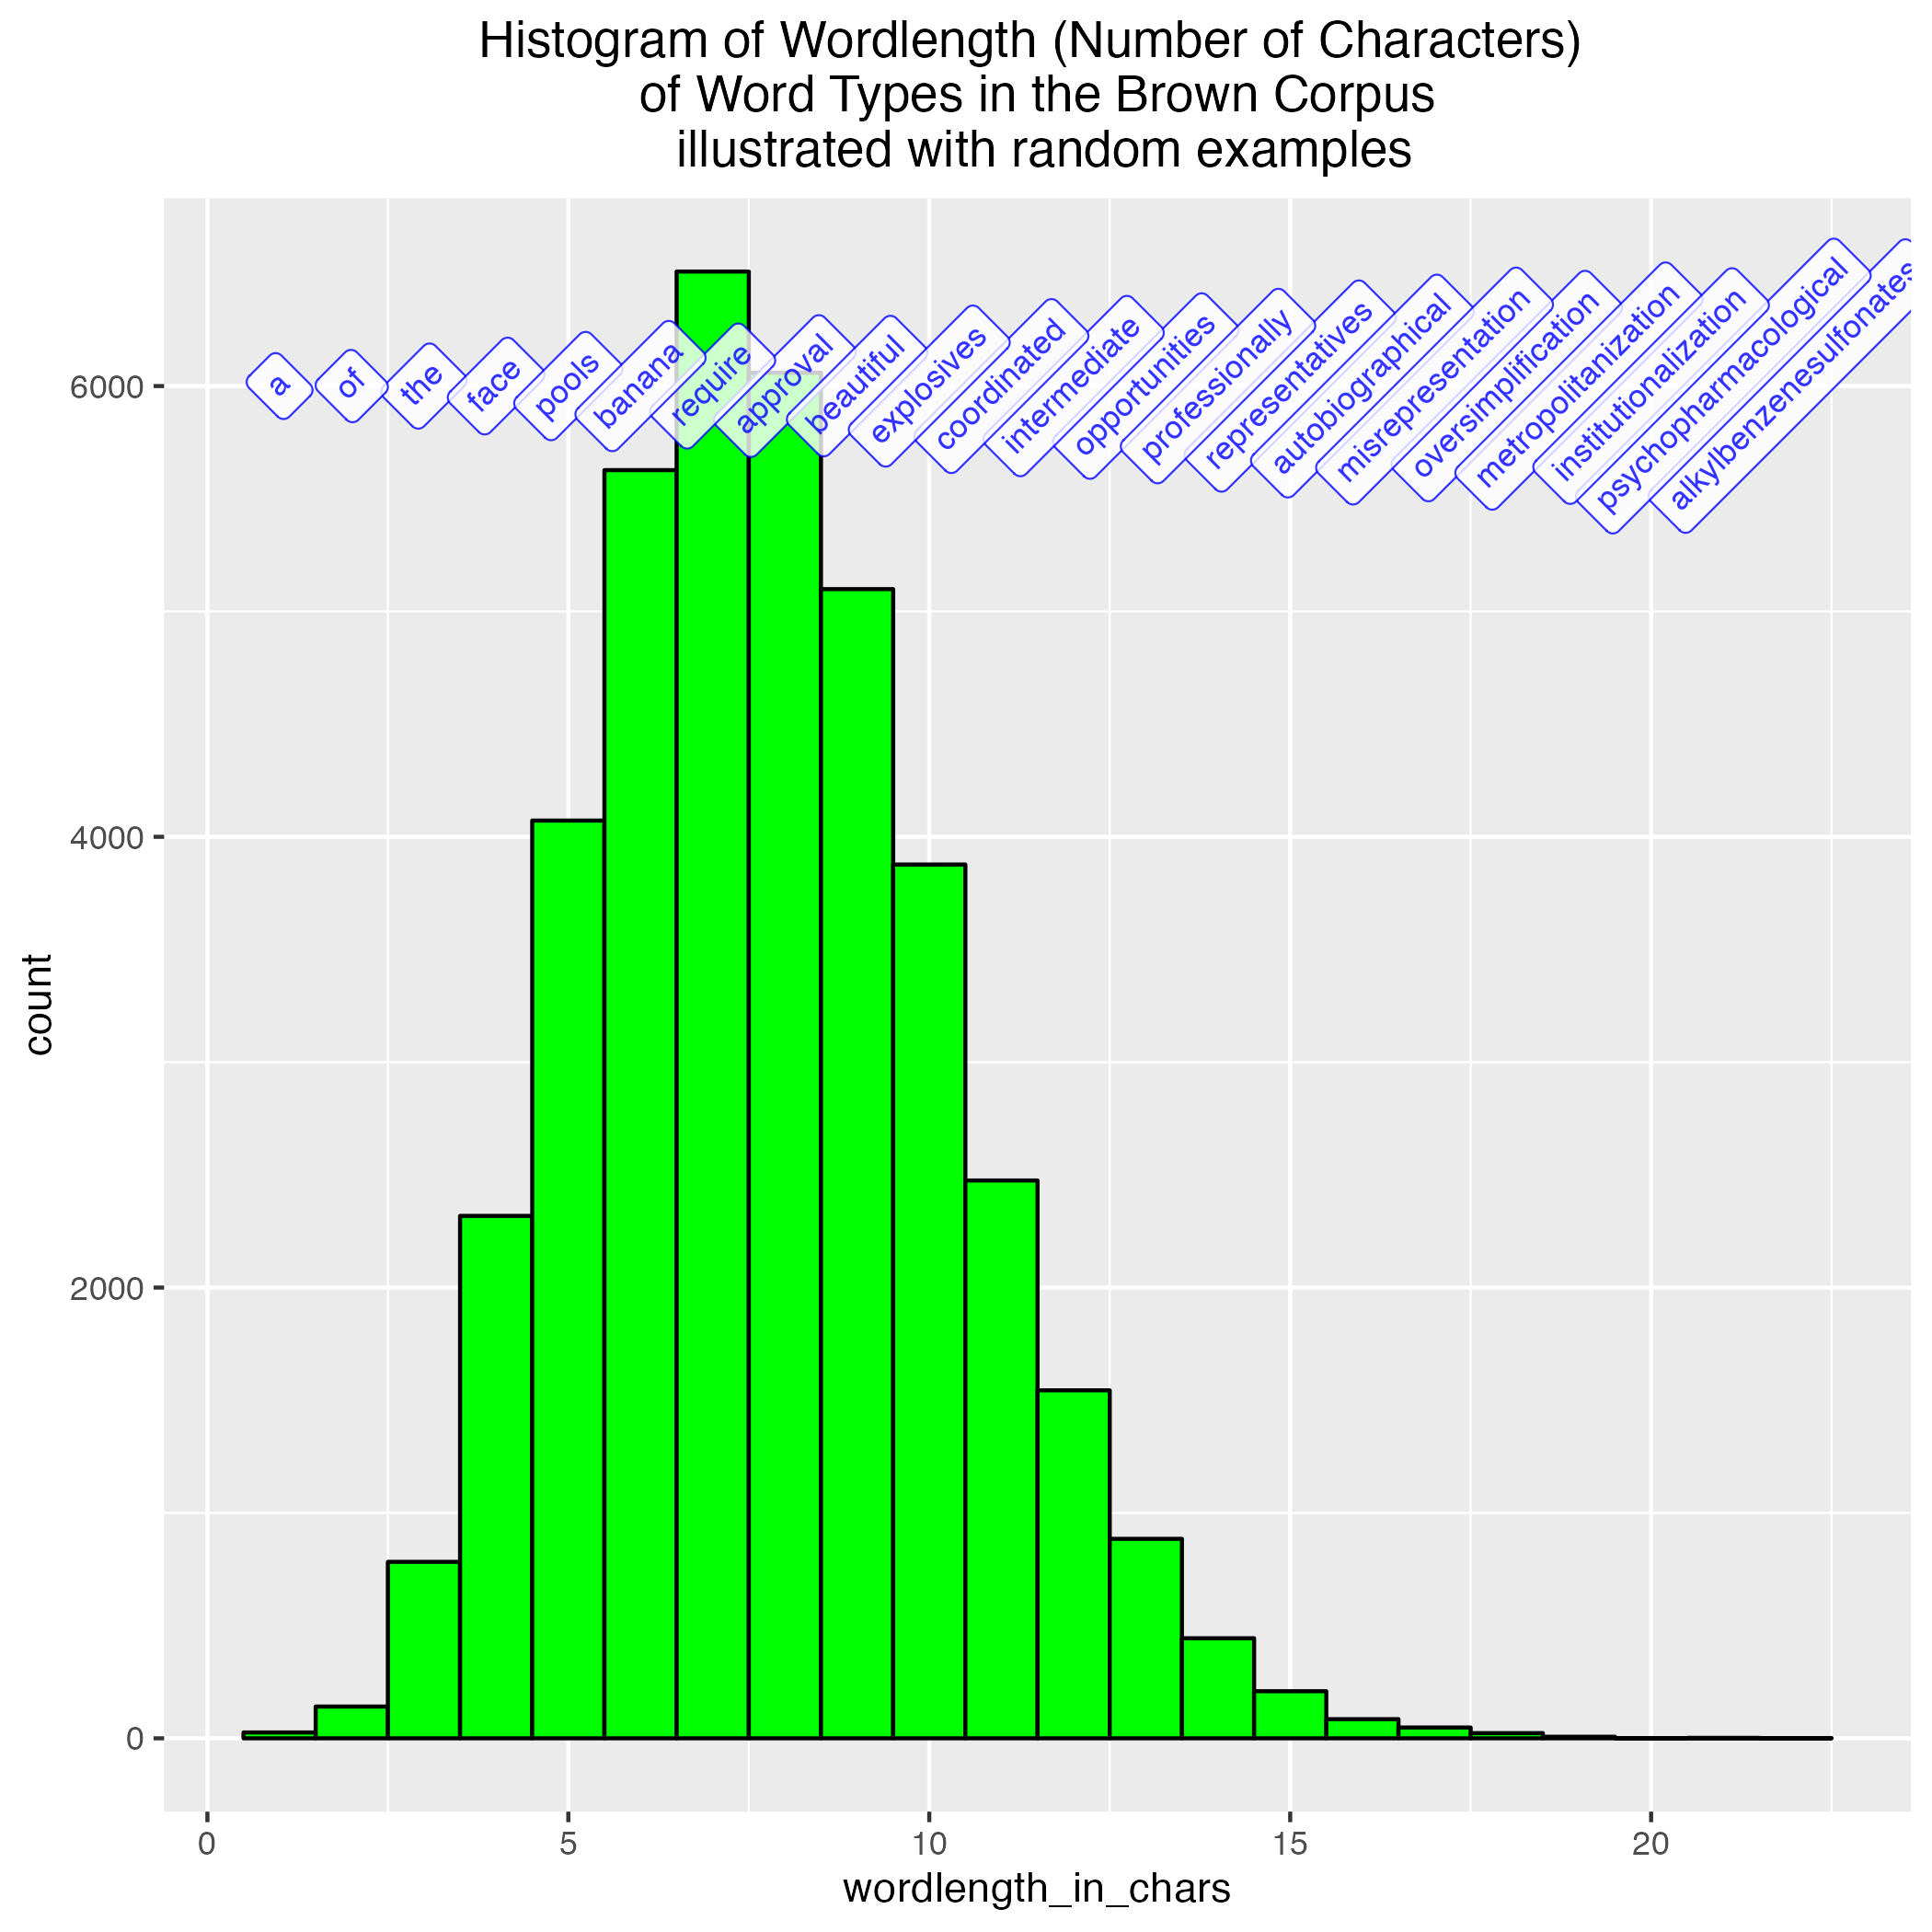 Histogram of Wordlength (Number of Characters)
of Word Types in the Brown Corpus
illustrated with random examples
a
of
the
face
pools
banana
require
approval
beautiful
explosives
coordinated
intermediate
opportunities
professionally
representatives
autobiographical
misrepresentation
oversimplification
metropolitanization
institutionalization
psychopharmacological
alkylbenzenesulfonates
6000
4000
2000
0
count
0
5
10
15
20
wordlength_in_chars